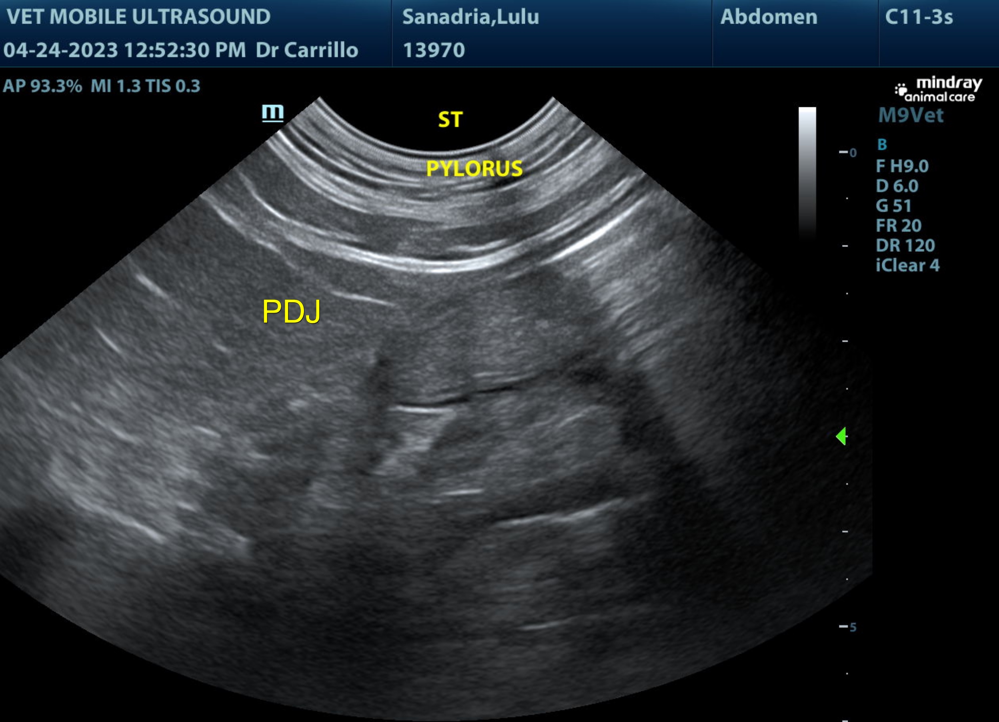 VET MOBILE ULTRASOUND
04-24-2023 12:52:30 PM Dr Carrillo
Sanadria,Lulu
13970
Abdomen
C11-3s
AP 93.3% MI 1.3 TIS 0.3
mindray
animal care
M9Vet
B
F H9.0
D 6.0
G 51
FR 20
DR 120
iClear 4
m
ST
PYLORUS
PDJ
0
5